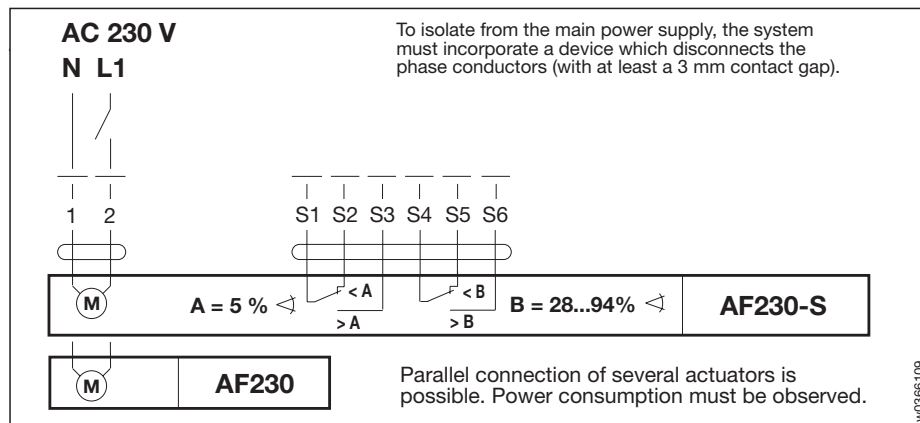 AC 230 V
N L1
To isolate from the main power supply, the system
must incorporate a device which disconnects the
phase conductors (with at least a 3 mm contact gap).
1 2 S1 S2 S3 S4 S5 S6
M A = 5 % ∢ < A > A < B > B B = 28...94% ∢ AF230-S
M AF230
Parallel connection of several actuators is
possible. Power consumption must be observed.
w0366109